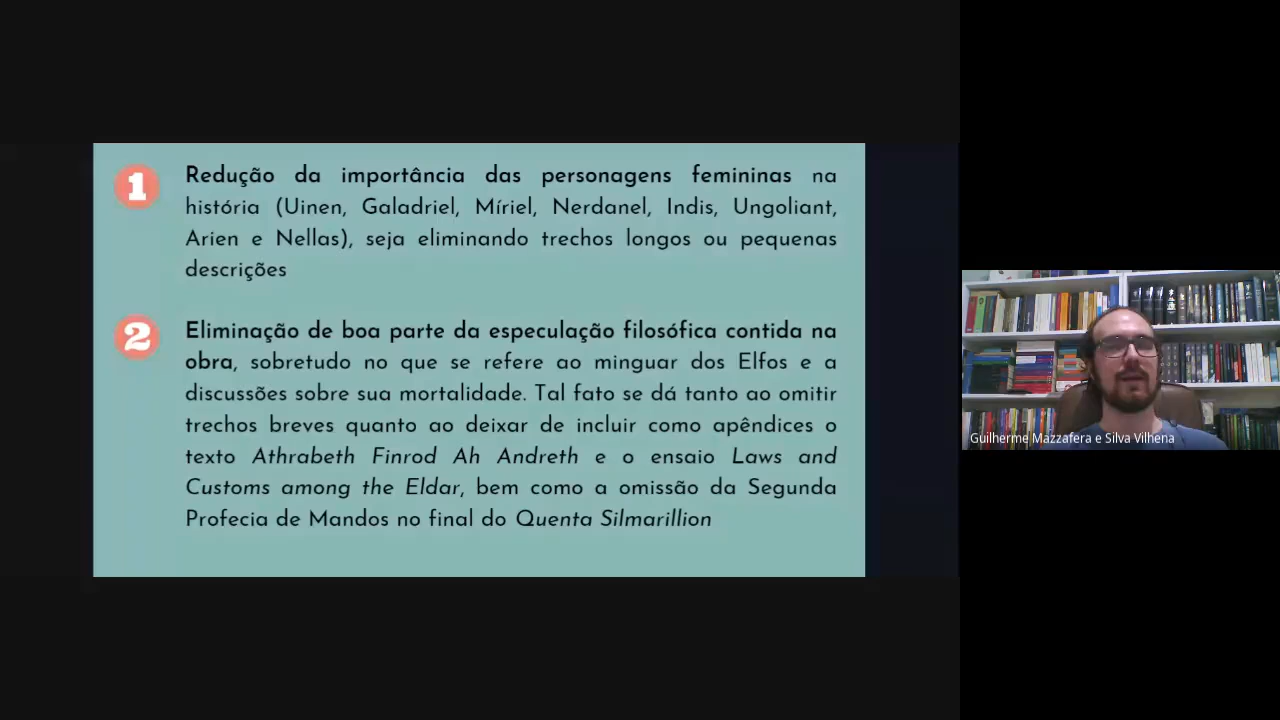 1
Redução da importância das personagens femininas na
história (Uinen, Galadriel, Míriel, Nerdanel, Indis, Ungoliant,
Arien e Nellas), seja eliminando trechos longos ou pequenas
descrições
2
Eliminação de boa parte da especulação filosófica contida na
obra, sobretudo no que se refere ao minguar dos Elfos e a
discussões sobre sua mortalidade. Tal fato se dá tanto ao omitir
trechos breves quanto ao deixar de incluir como apêndices o
texto Athrabeth Finrod Ah Andreth e o ensaio Laws and
Customs among the Eldar, bem como a omissão da Segunda
Profecia de Mandos no final do Quenta Silmarillion
Guilherme Mazzafera e Silva Vilhena